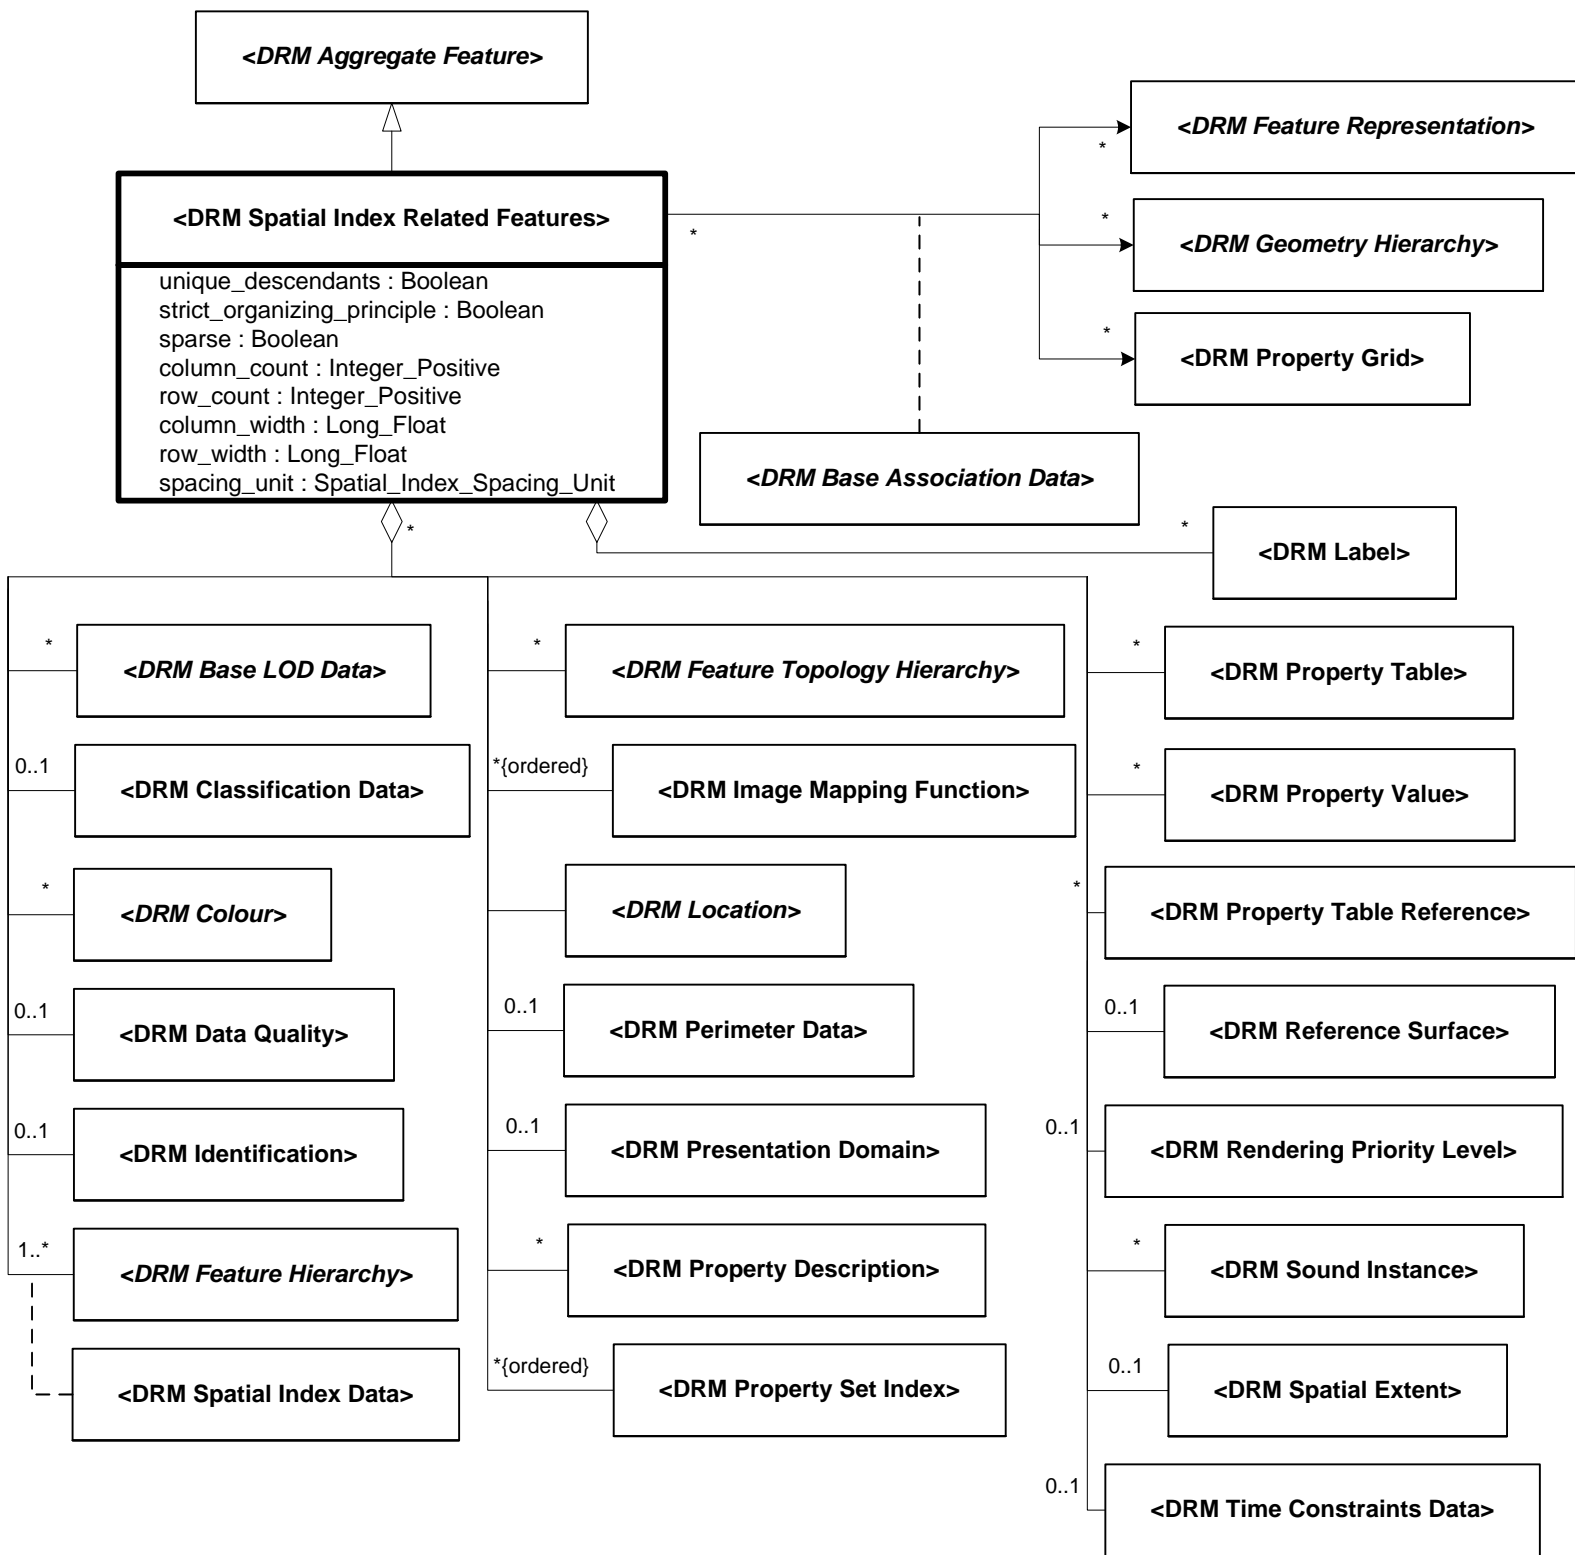 <DRM Aggregate Feature>
<DRM Spatial Index Related Features>
unique_descendants : Boolean
strict_organizing_principle : Boolean
sparse : Boolean
column_count : Integer_Positive
row_count : Integer_Positive
column_width : Long_Float
row_width : Long_Float
spacing_unit : Spatial_Index_Spacing_Unit
*
*
<DRM Feature Representation>
*
<DRM Geometry Hierarchy>
*
<DRM Property Grid>
<DRM Base Association Data>
*
*
<DRM Label>
*
<DRM Base LOD Data>
0..1
<DRM Classification Data>
*
<DRM Colour>
0..1
<DRM Data Quality>
0..1
<DRM Identification>
1..*
<DRM Feature Hierarchy>
<DRM Spatial Index Data>
*
<DRM Feature Topology Hierarchy>
*{ordered}
<DRM Image Mapping Function>
<DRM Location>
0..1
<DRM Perimeter Data>
0..1
<DRM Presentation Domain>
*
<DRM Property Description>
*{ordered}
<DRM Property Set Index>
*
<DRM Property Table>
*
<DRM Property Value>
*
<DRM Property Table Reference>
0..1
<DRM Reference Surface>
0..1
<DRM Rendering Priority Level>
*
<DRM Sound Instance>
0..1
<DRM Spatial Extent>
0..1
<DRM Time Constraints Data>